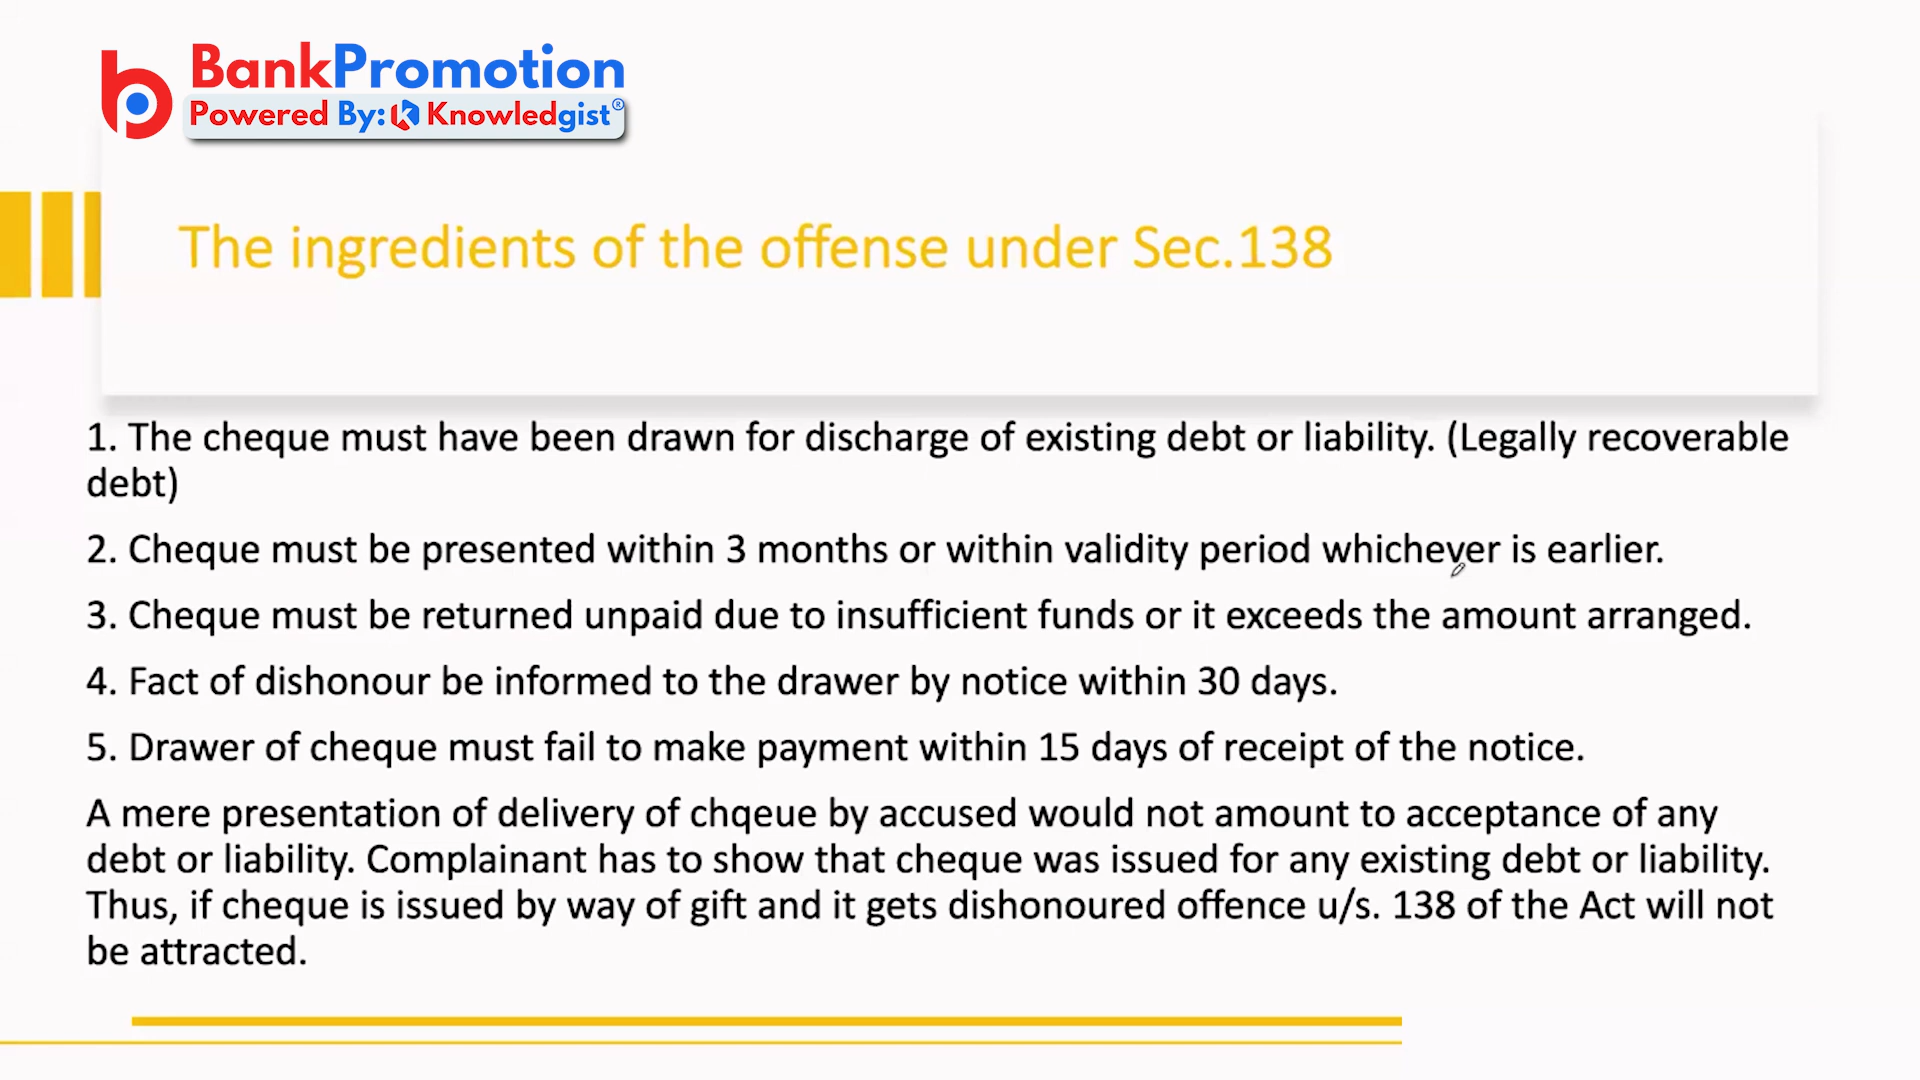 BankPromotion
Powered By: Knowledgist®
The ingredients of the offense under Sec.138
1. The cheque must have been drawn for discharge of existing debt or liability. (Legally recoverable
debt)
2. Cheque must be presented within 3 months or within validity period whichever is earlier.
3. Cheque must be returned unpaid due to insufficient funds or it exceeds the amount arranged.
4. Fact of dishonour be informed to the drawer by notice within 30 days.
5. Drawer of cheque must fail to make payment within 15 days of receipt of the notice.
A mere presentation of delivery of chqeue by accused would not amount to acceptance of any
debt or liability. Complainant has to show that cheque was issued for any existing debt or liability.
Thus, if cheque is issued by way of gift and it gets dishonoured offence u/s. 138 of the Act will not
be attracted.